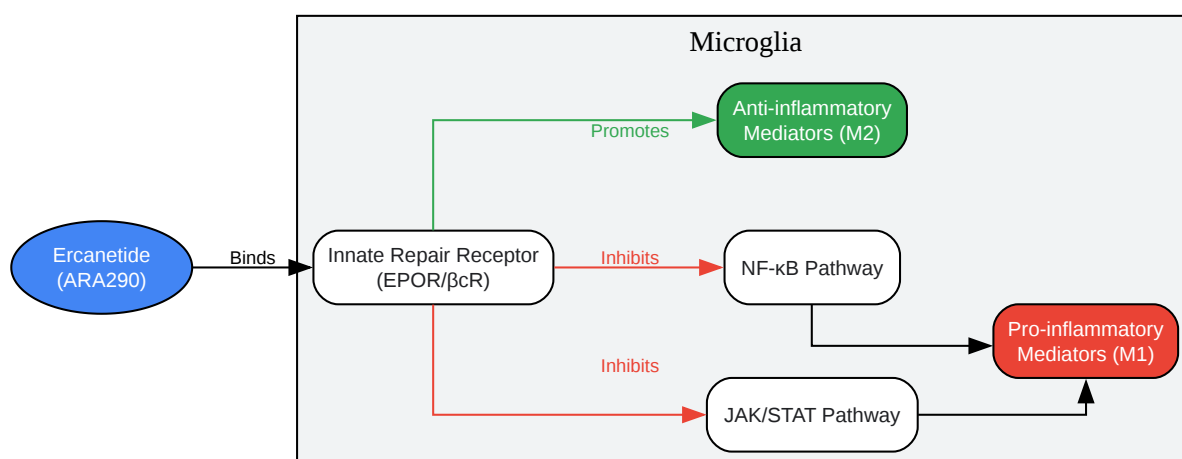 Microglia
Anti-inflammatory
Mediators (M2)
Promotes
Ercanetide
(ARA290)
Binds
Innate Repair Receptor
(EPOR/βcR)
Inhibits
NF-κB Pathway
Pro-inflammatory
Mediators (M1)
Inhibits
JAK/STAT Pathway